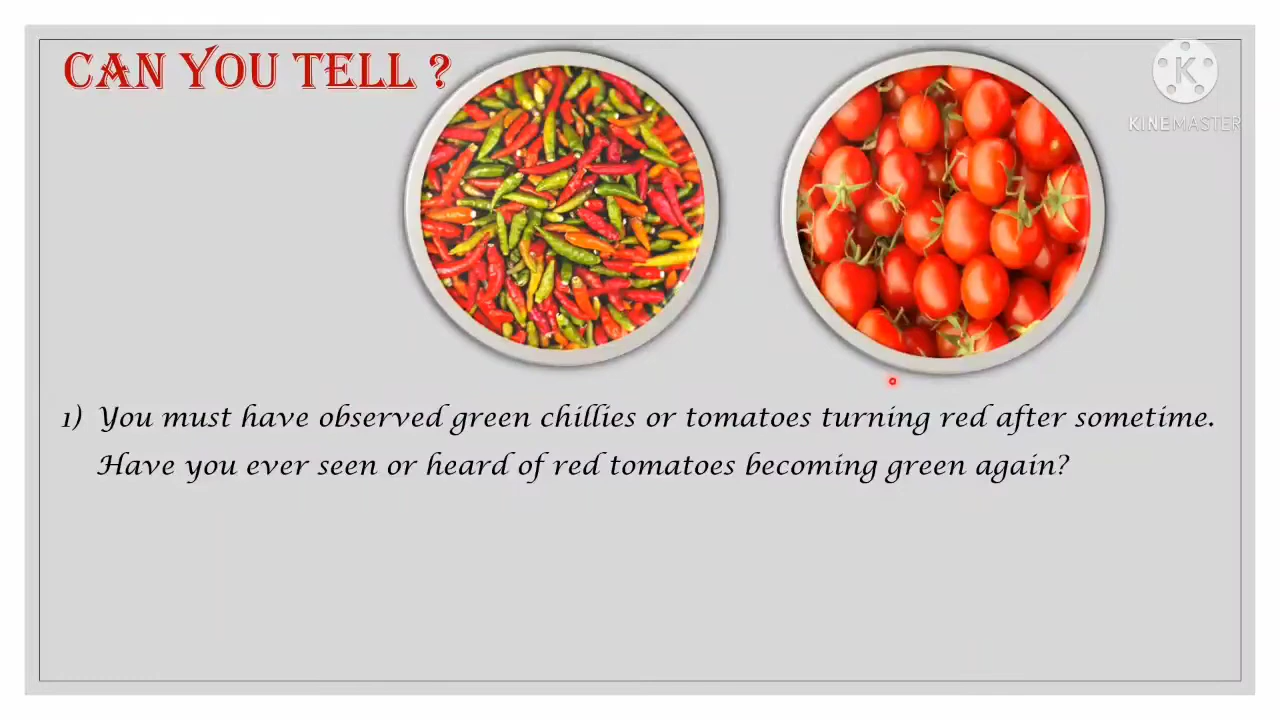 CAN YOU TELL ?
K
KINEMASTER
1) You must have observed green chillies or tomatoes turning red after sometime.
Have you ever seen or heard of red tomatoes becoming green again?